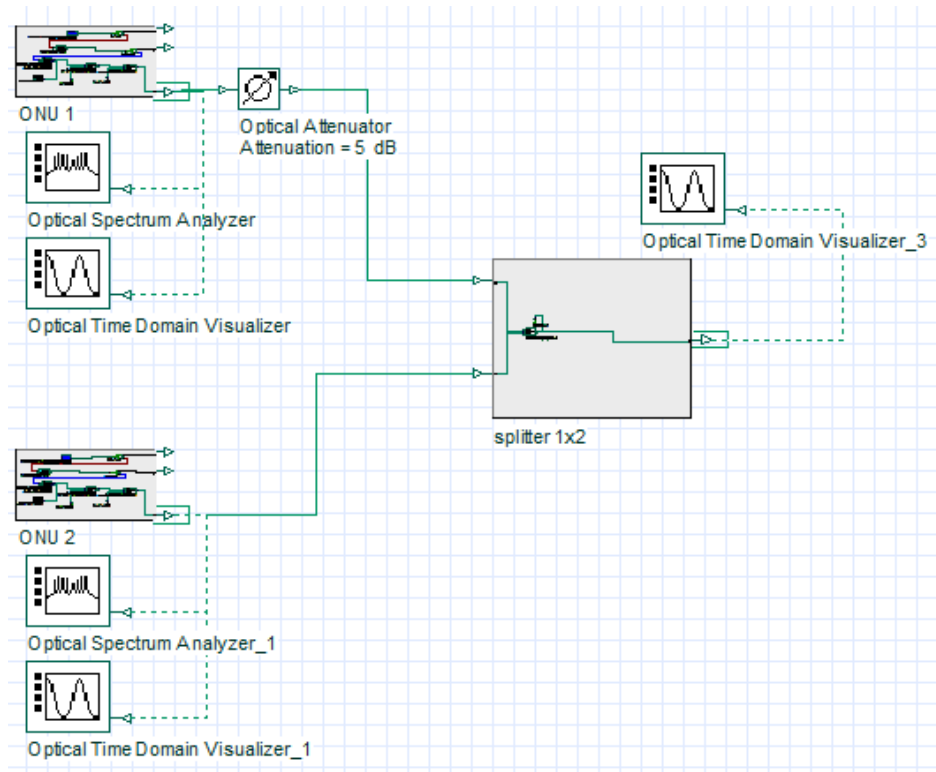 ONU 1
Optical Attenuator
Attenuation = 5 dB
Optical Spectrum Analyzer
Optical Time Domain Visualizer
Optical Time Domain Visualizer_3
splitter 1x2
ONU 2
Optical Spectrum Analyzer_1
Optical Time Domain Visualizer_1